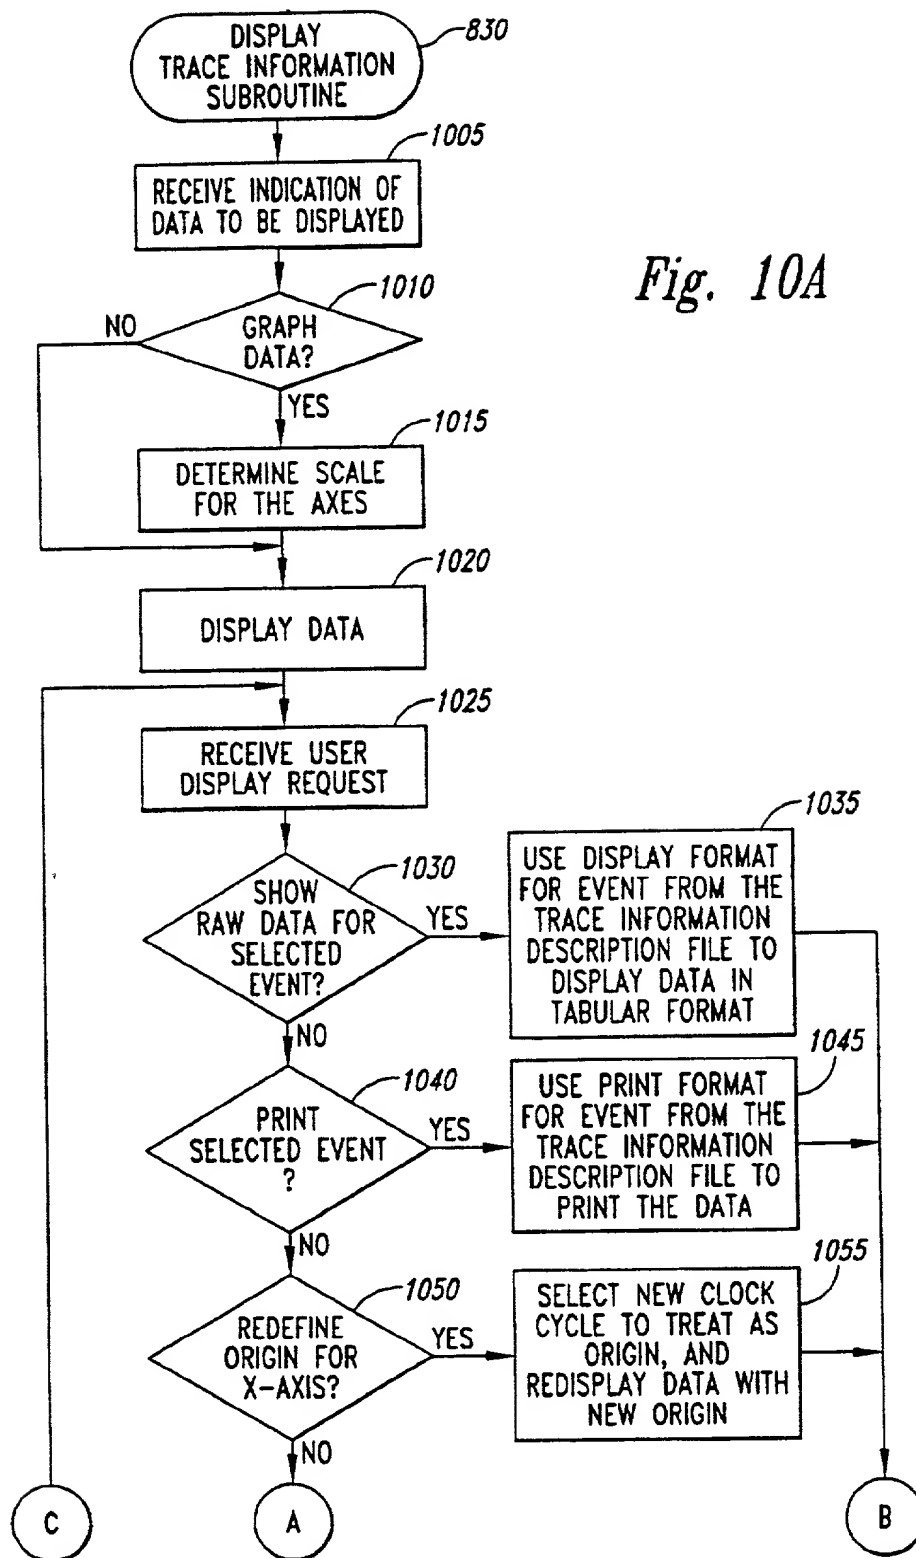 DISPLAY
TRACE INFORMATION
SUBROUTINE
830
1005
RECEIVE INDICATION OF
DATA TO BE DISPLAYED
Fig. 10A
1010
NO
GRAPH
DATA?
YES
1015
DETERMINE SCALE
FOR THE AXES
1020
DISPLAY DATA
1025
RECEIVE USER
DISPLAY REQUEST
1030
SHOW
RAW DATA FOR
SELECTED
EVENT?
YES
1035
USE DISPLAY FORMAT
FOR EVENT FROM THE
TRACE INFORMATION
DESCRIPTION FILE TO
DISPLAY DATA IN
TABULAR FORMAT
NO
1040
PRINT
SELECTED EVENT
?
YES
1045
USE PRINT FORMAT
FOR EVENT FROM THE
TRACE INFORMATION
DESCRIPTION FILE TO
PRINT THE DATA
NO
1050
REDEFINE
ORIGIN FOR
X-AXIS?
YES
1055
SELECT NEW CLOCK
CYCLE TO TREAT AS
ORIGIN, AND
REDISPLAY DATA WITH
NEW ORIGIN
NO
C
A
B